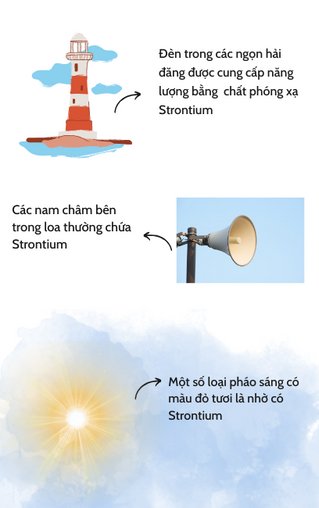 Đèn trong các ngọn hải
đăng được cung cấp năng
lượng bằng chất phóng xạ
Strontium
Các nam châm bên
trong loa thường chứa
Strontium
Một số loại pháo sáng có
màu đỏ tươi là nhờ có
Strontium